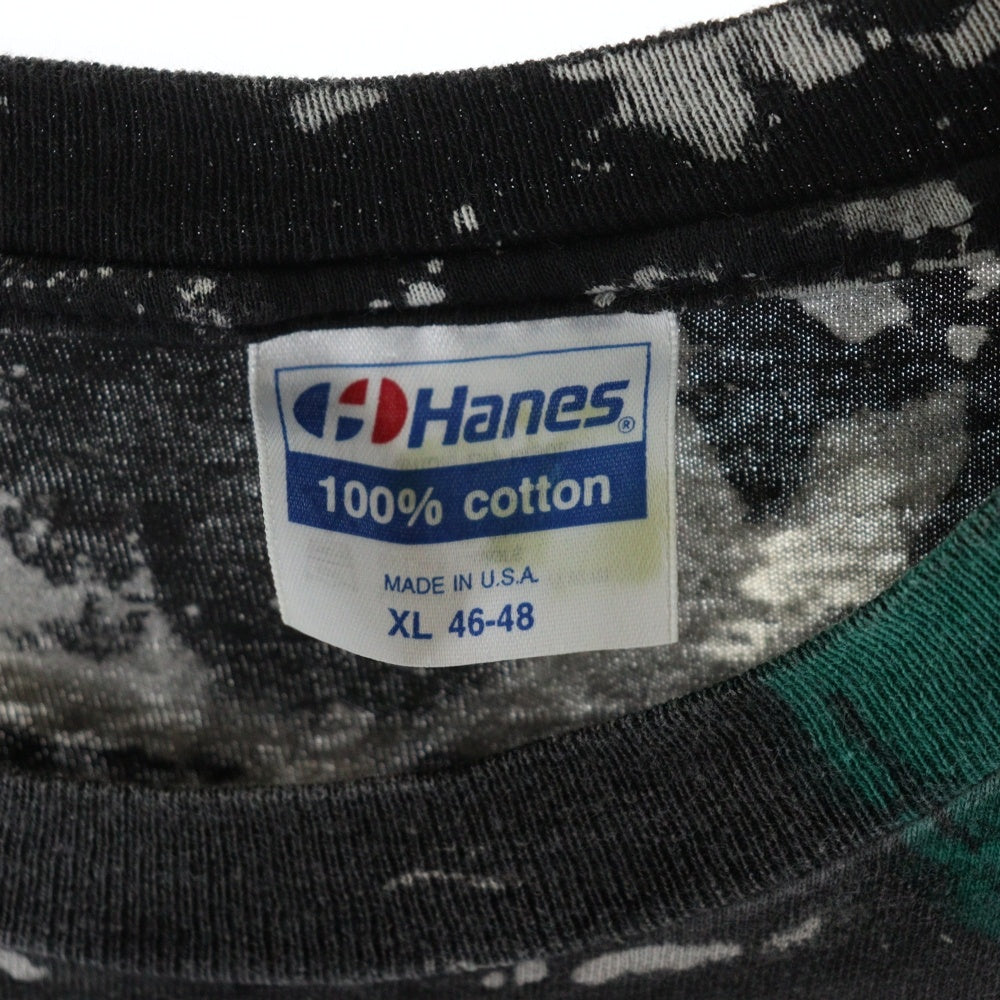 Hanes®
100% cotton
MADE IN U.S.A.
XL 46-48